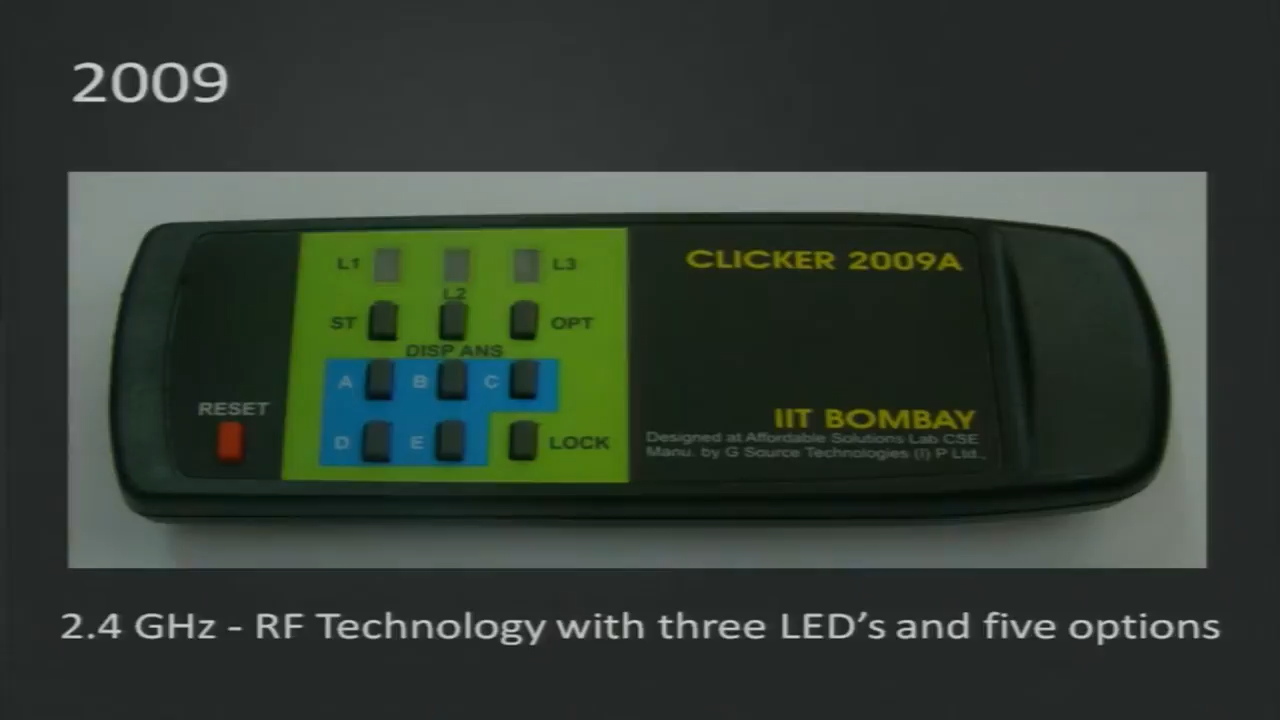 2009
CLICKER 2009A
L1 L2 L3
ST DISP ANS OPT
A B C
D E LOCK
RESET
IIT BOMBAY
Designed at Affordable Solutions Lab CSE
Manu. by G Source Technologies (I) P Ltd.,
2.4 GHz - RF Technology with three LED's and five options